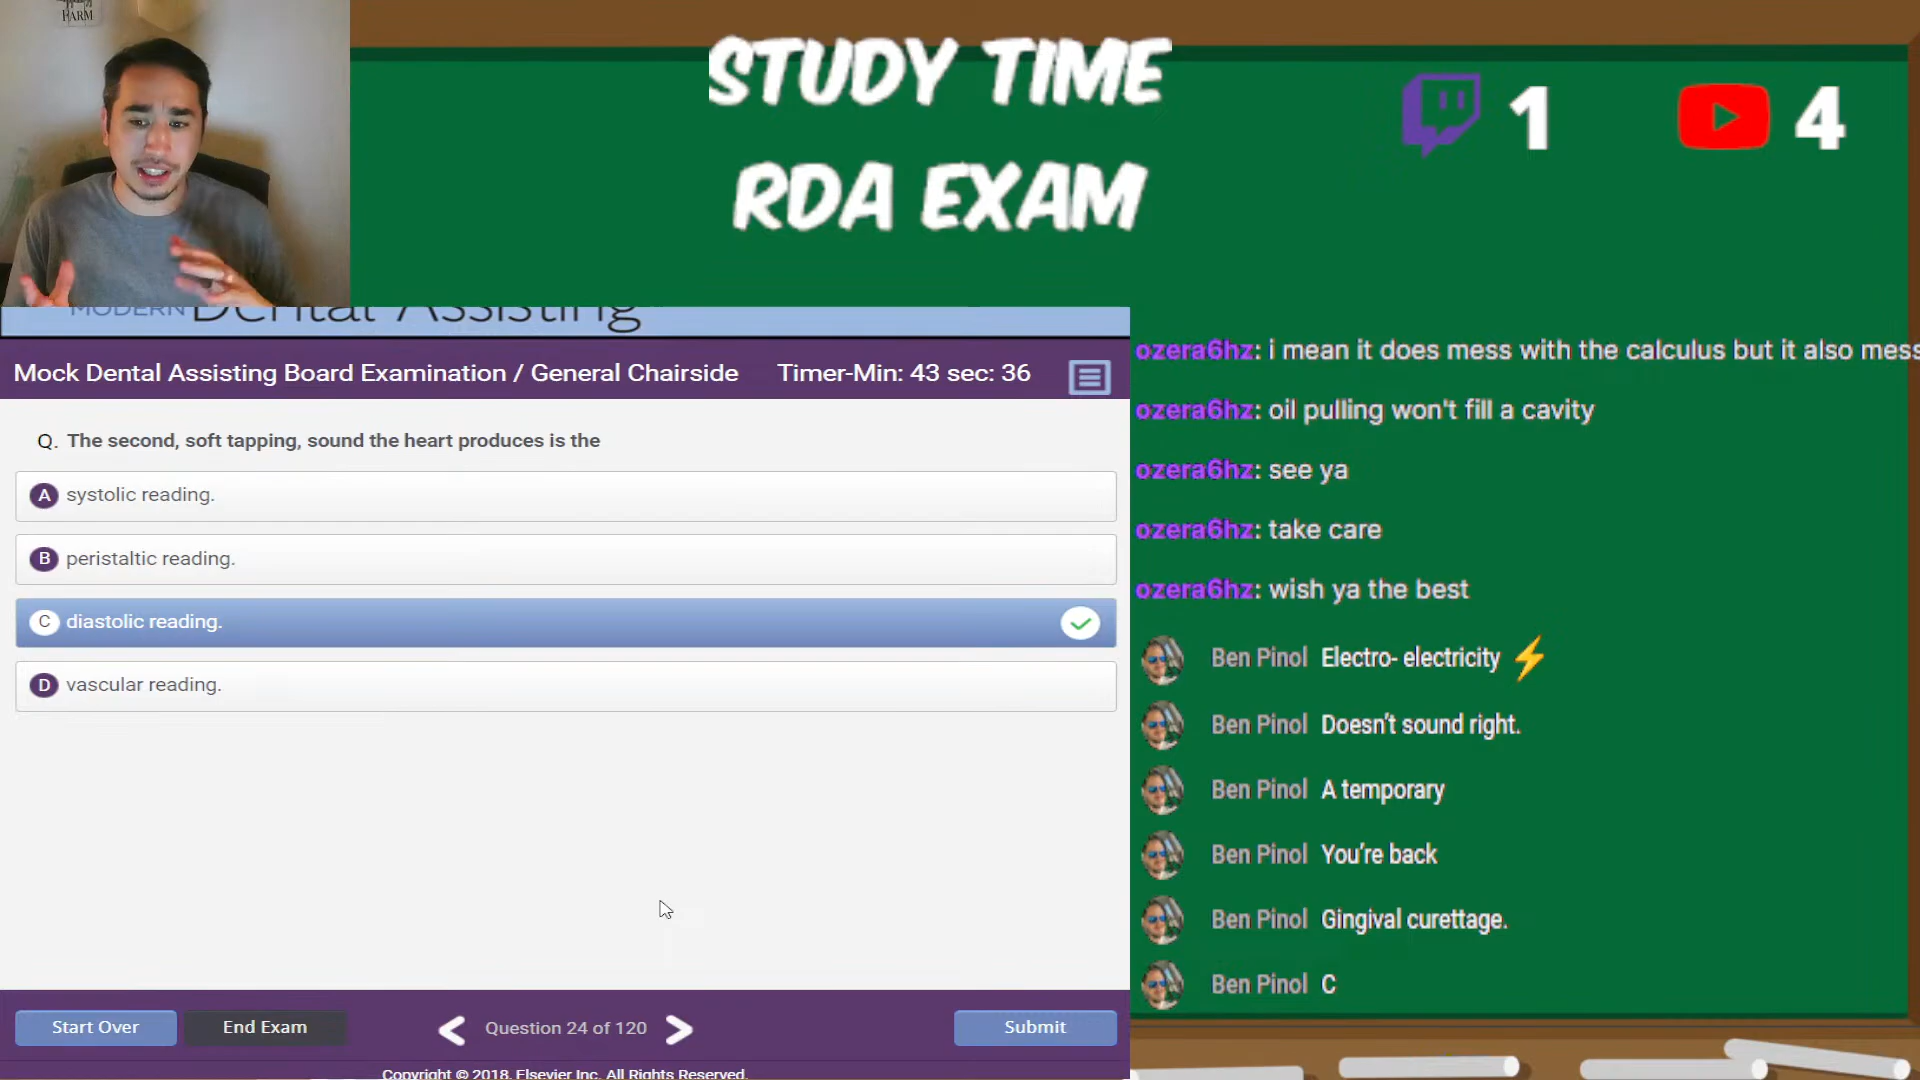 FARM
STUDY TIME
RDA EXAM
1
4
MODERN Dental Assisting
Mock Dental Assisting Board Examination / General Chairside
Timer-Min: 43 sec: 36
Q. The second, soft tapping, sound the heart produces is the
A systolic reading.
B peristaltic reading.
C diastolic reading.
D vascular reading.
Start Over
End Exam
Question 24 of 120
Submit
Copyright © 2018, Elsevier Inc. All Rights Reserved.
ozera6hz: i mean it does mess with the calculus but it also mess
ozera6hz: oil pulling won't fill a cavity
ozera6hz: see ya
ozera6hz: take care
ozera6hz: wish ya the best
Ben Pinol Electro- electricity ⚡
Ben Pinol Doesn't sound right.
Ben Pinol A temporary
Ben Pinol You're back
Ben Pinol Gingival curettage.
Ben Pinol C